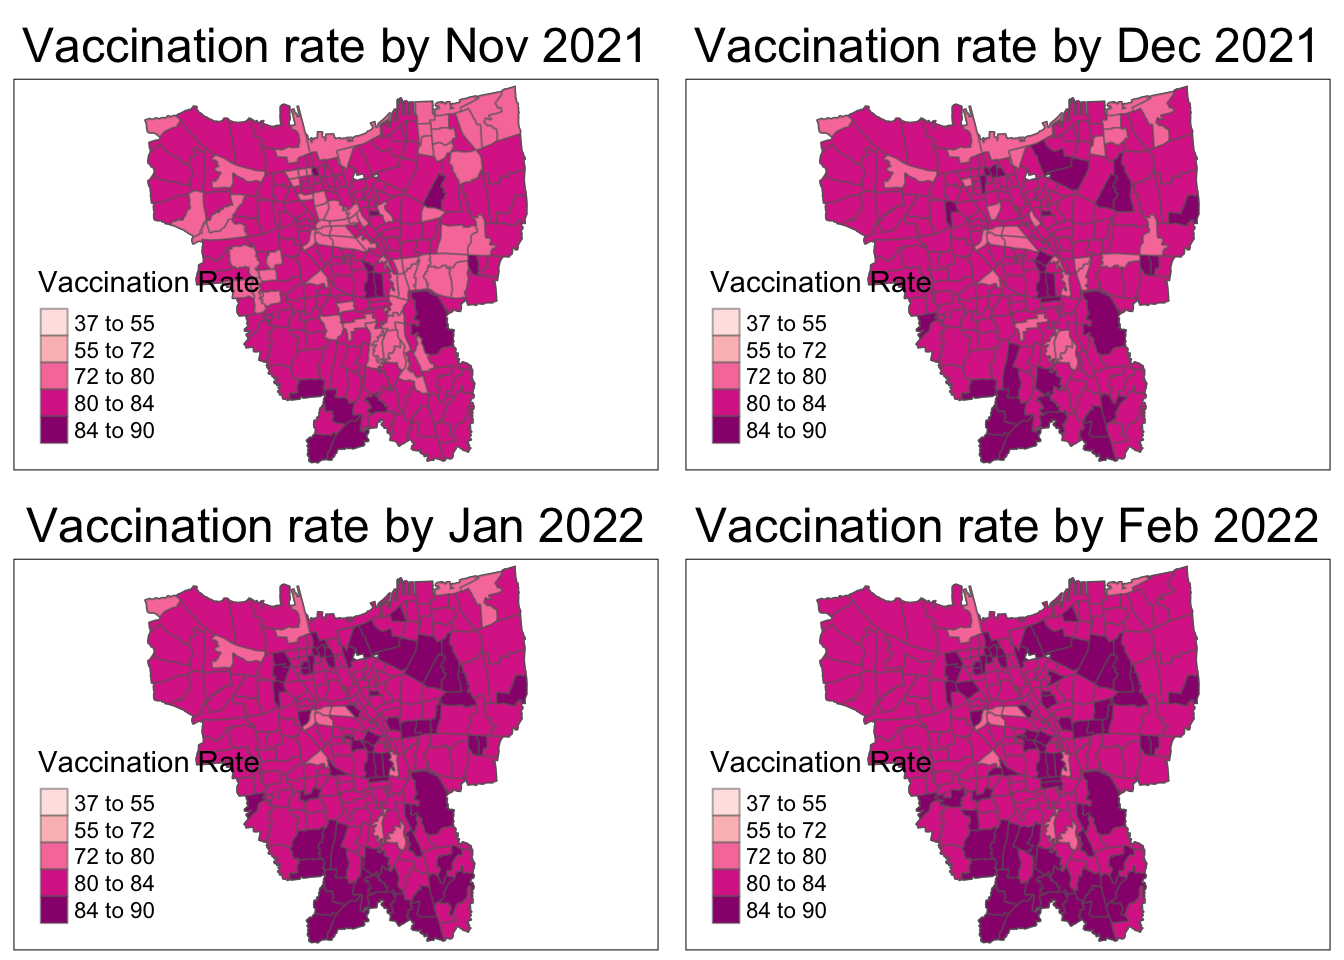 Vaccination rate by Nov 2021
Vaccination Rate
37 to 55
55 to 72
72 to 80
80 to 84
84 to 90
Vaccination rate by Dec 2021
Vaccination Rate
37 to 55
55 to 72
72 to 80
80 to 84
84 to 90
Vaccination rate by Jan 2022
Vaccination Rate
37 to 55
55 to 72
72 to 80
80 to 84
84 to 90
Vaccination rate by Feb 2022
Vaccination Rate
37 to 55
55 to 72
72 to 80
80 to 84
84 to 90